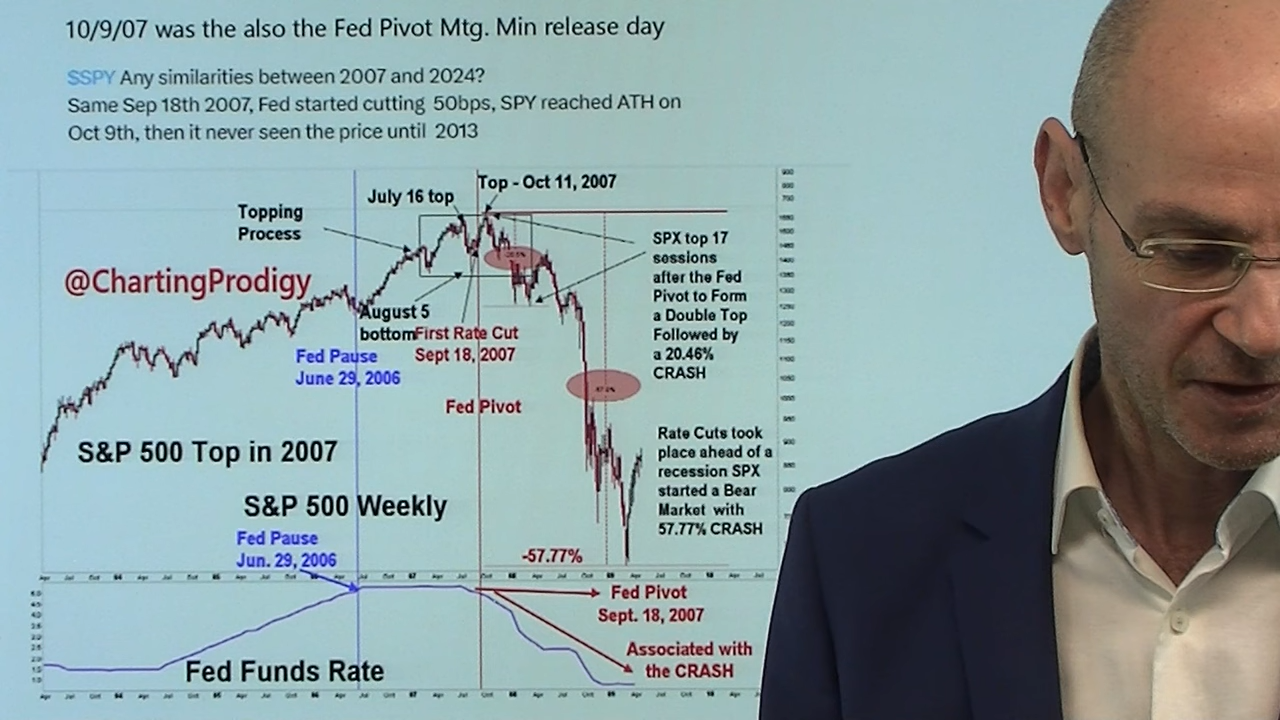 10/9/07 was the also the Fed Pivot Mtg. Min release day
$SPY Any similarities between 2007 and 2024?
Same Sep 18th 2007, Fed started cutting 50bps, SPY reached ATH on
Oct 9th, then it never seen the price until 2013
Top - Oct 11, 2007
July 16 top
Topping
Process
@ChartingProdigy
SPX top 17
sessions
after the Fed
Pivot to Form
a Double Top
Followed by
a 20.46%
CRASH
August 5
bottom
First Rate Cut
Sept 18, 2007
Fed Pause
June 29, 2006
Fed Pivot
S&P 500 Top in 2007
S&P 500 Weekly
Rate Cuts took
place ahead of a
recession SPX
started a Bear
Market with
57.77% CRASH
Fed Pause
Jun. 29, 2006
-57.77%
Fed Pivot
Sept. 18, 2007
Associated with
the CRASH
Fed Funds Rate